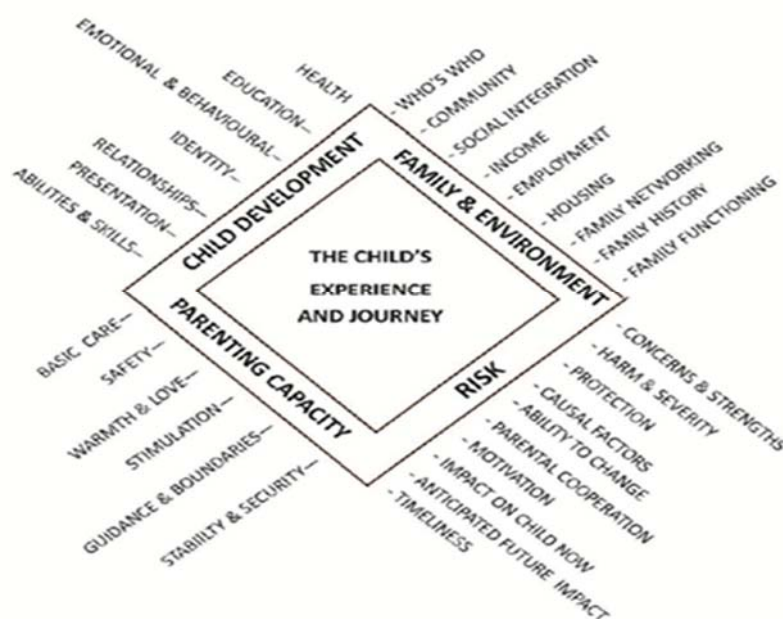 HEALTH
EDUCATION—
EMOTIONAL & BEHAVIOURAL—
IDENTITY—
RELATIONSHIPS—
PRESENTATION—
ABILITIES & SKILLS—
- WHO'S WHO
- COMMUNITY
- SOCIAL INTEGRATION
- INCOME
- EMPLOYMENT
- HOUSING
- FAMILY NETWORKING
- FAMILY HISTORY
- FAMILY FUNCTIONING
CHILD DEVELOPMENT
FAMILY & ENVIRONMENT
THE CHILD'S
EXPERIENCE
AND JOURNEY
PARENTING CAPACITY
RISK
BASIC CARE—
SAFETY—
WARMTH & LOVE—
STIMULATION—
GUIDANCE & BOUNDARIES—
STABIILTY & SECURITY—
- CONCERNS & STRENGTHS
- HARM & SEVERITY
- PROTECTION
- CAUSAL FACTORS
- ABILITY TO CHANGE
- PARENTAL COOPERATION
- MOTIVATION
- IMPACT ON CHILD NOW
- ANTICIPATED FUTURE IMPACT
- TIMELINESS